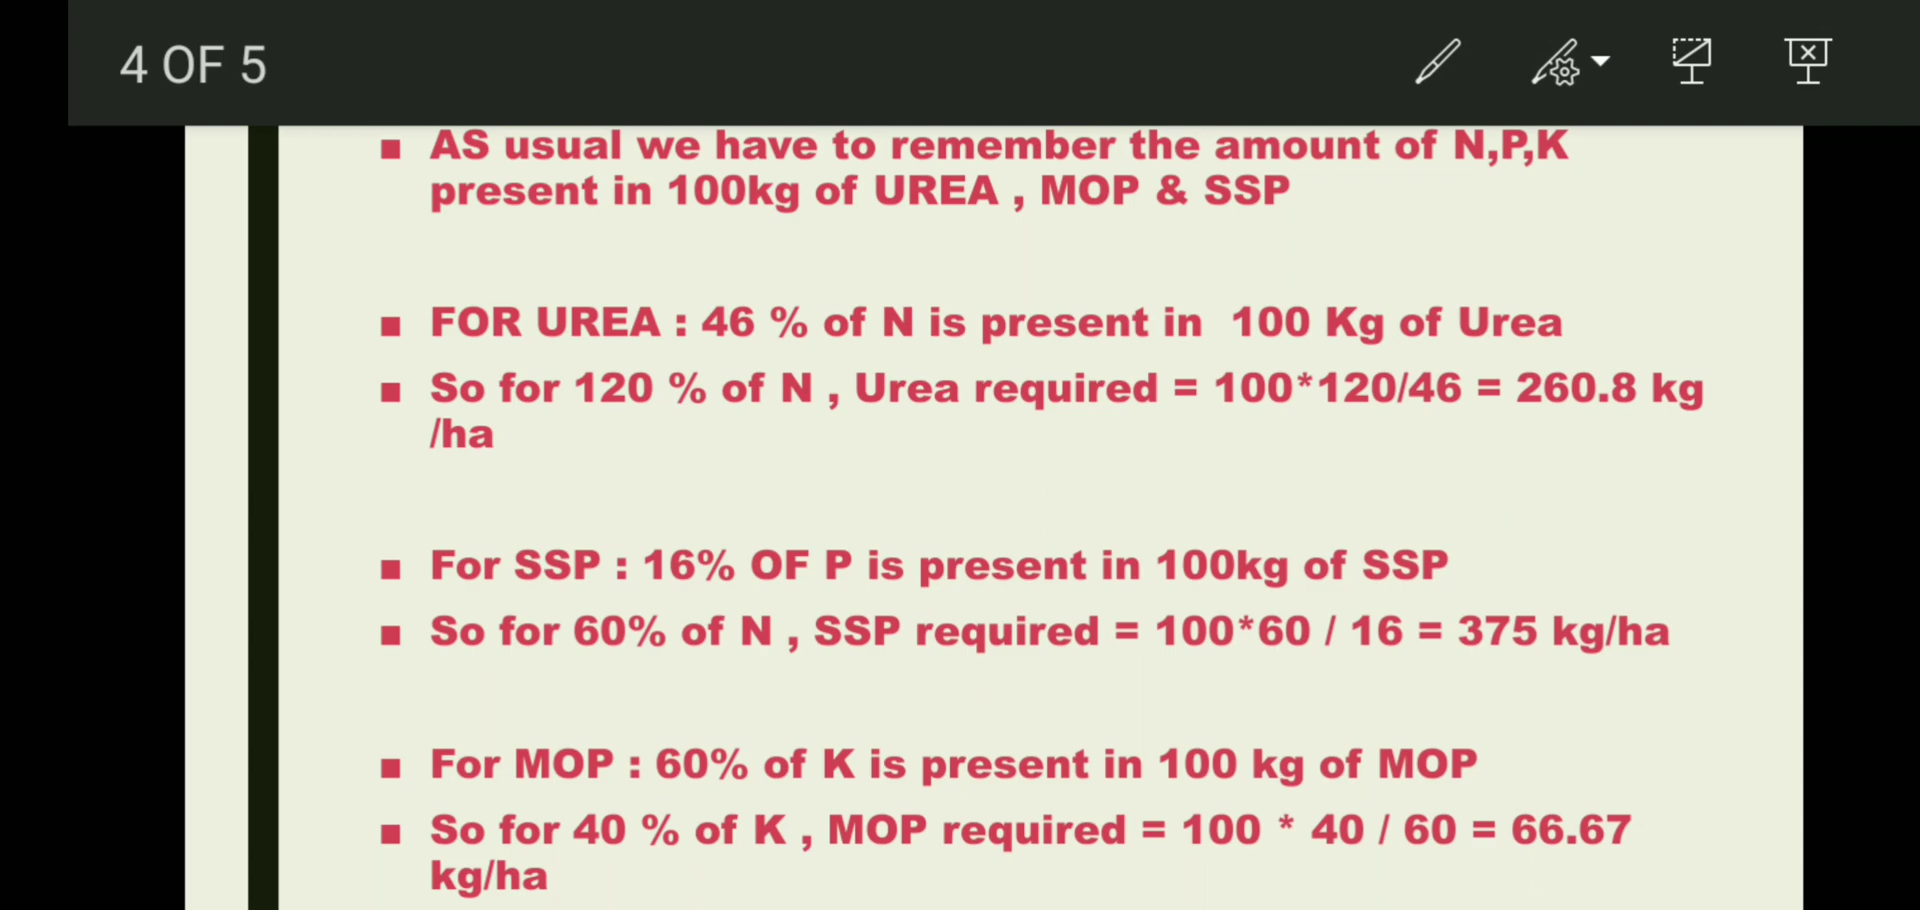 4 OF 5
AS usual we have to remember the amount of N,P,K
present in 100kg of UREA , MOP & SSP
FOR UREA : 46 % of N is present in 100 Kg of Urea
So for 120 % of N , Urea required = 100*120/46 = 260.8 kg
/ha
For SSP : 16% OF P is present in 100kg of SSP
So for 60% of N , SSP required = 100*60 / 16 = 375 kg/ha
For MOP : 60% of K is present in 100 kg of MOP
So for 40 % of K , MOP required = 100 * 40 / 60 = 66.67
kg/ha